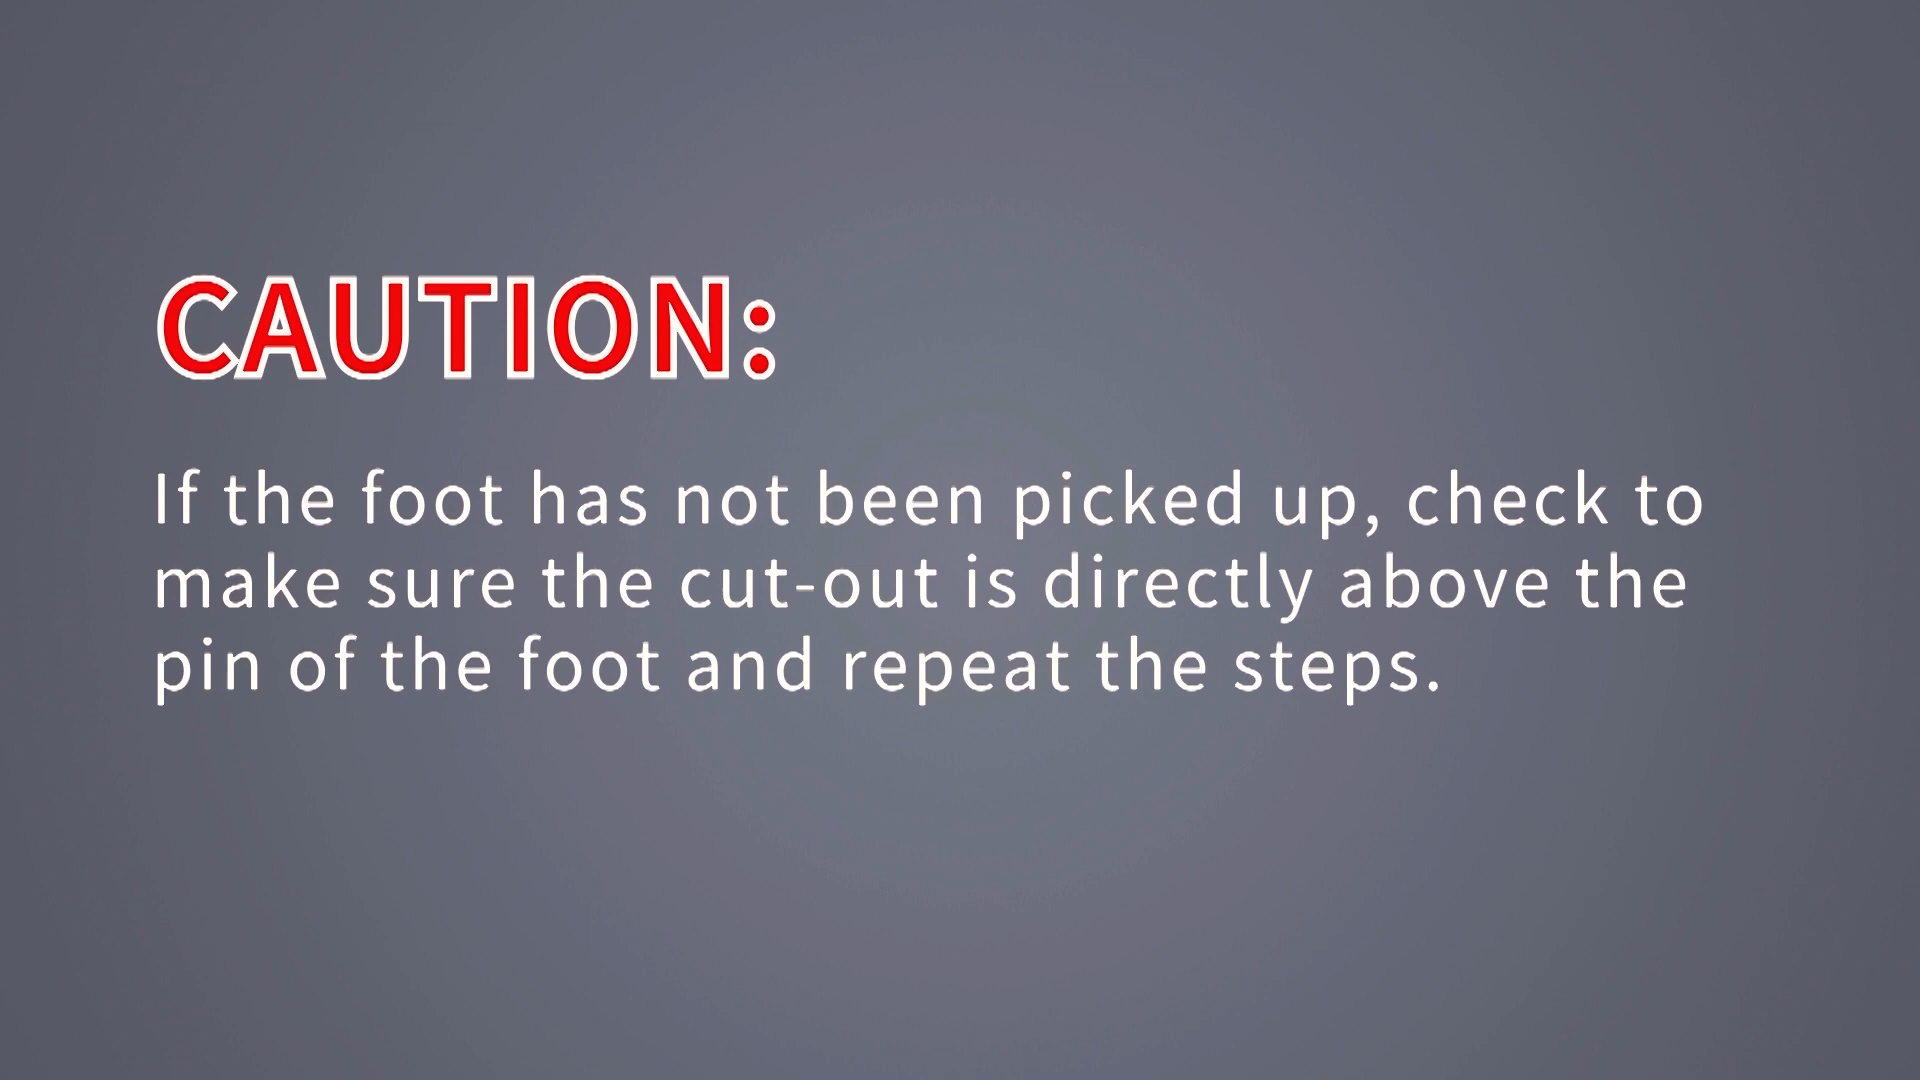 CAUTION:
If the foot has not been picked up, check to
make sure the cut-out is directly above the
pin of the foot and repeat the steps.